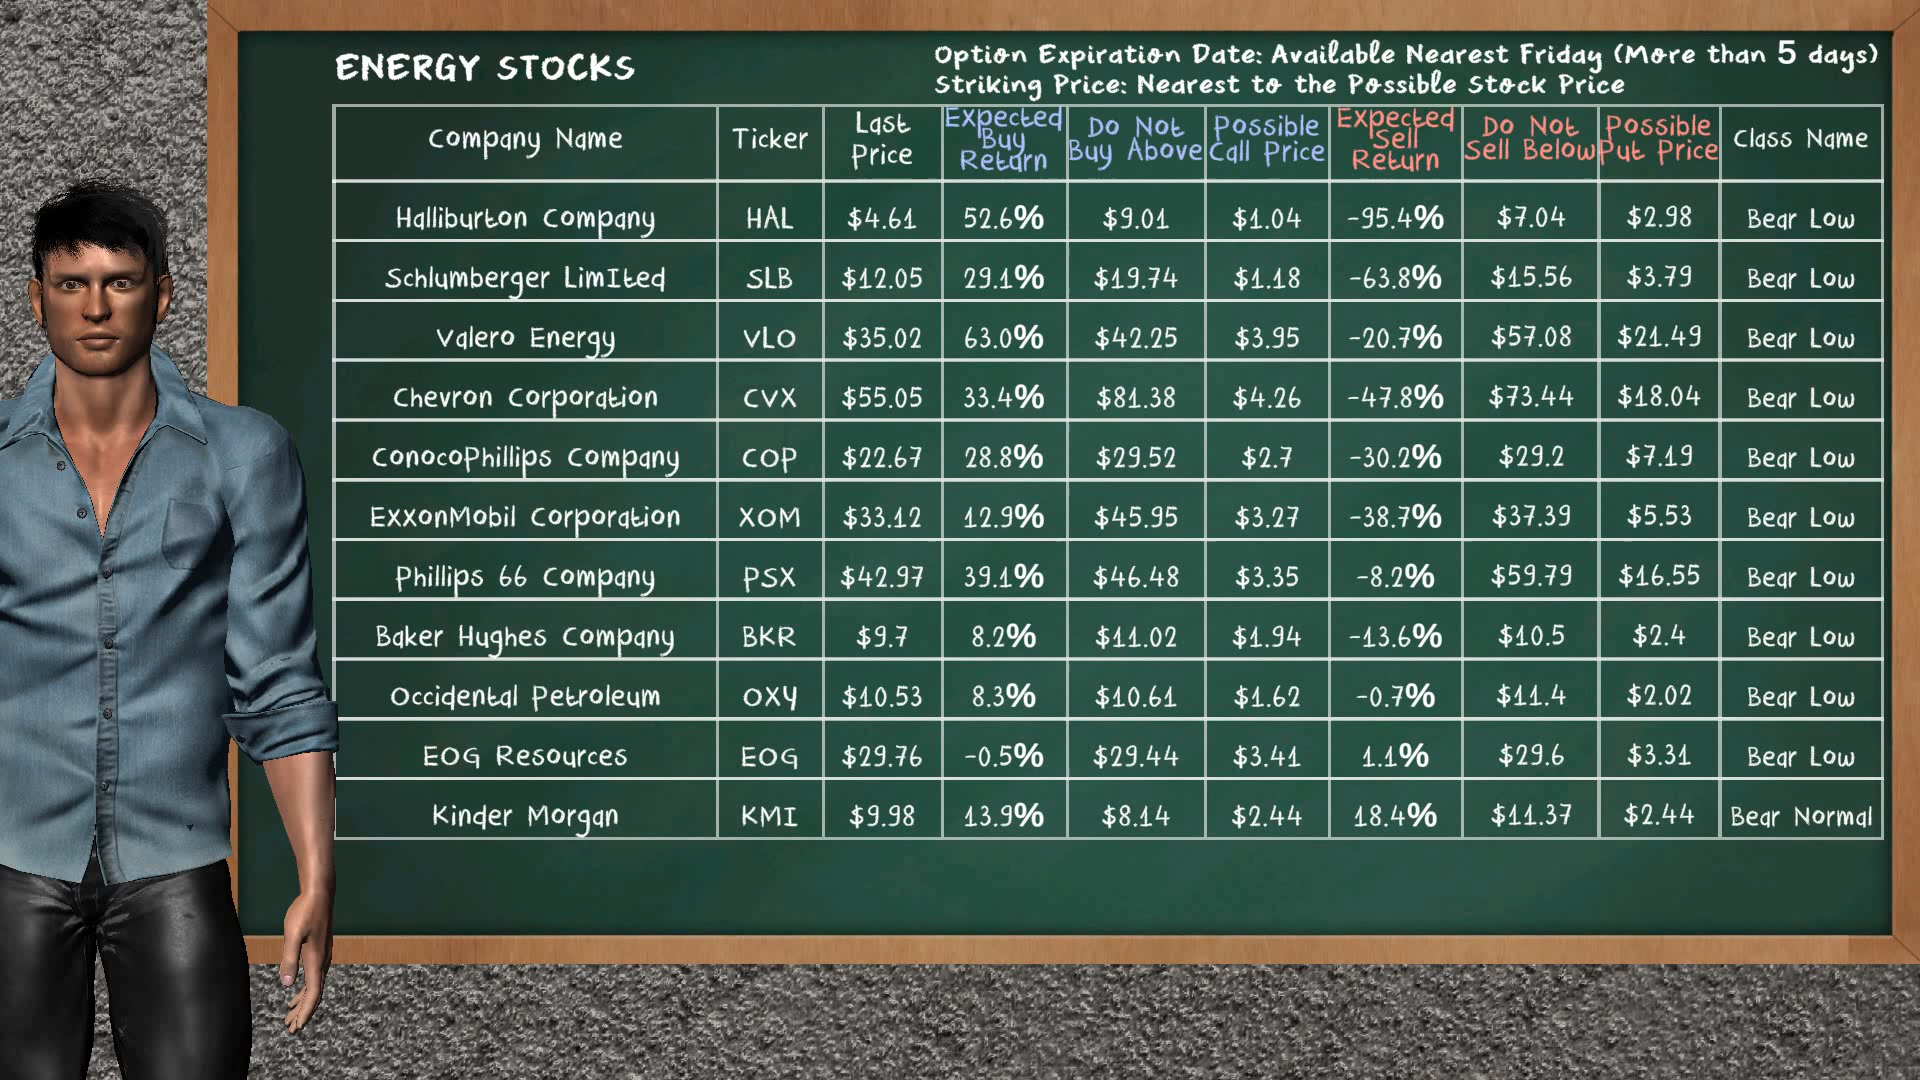 ENERGY STOCKS
Option Expiration Date: Available Nearest Friday (More than 5 days)
Striking Price: Nearest to the Possible Stock Price
Company Name Ticker Last Price Expected Buy Return Do Not Buy Above Possible Call Price Expected Sell Return Do Not Sell Below Possible Put Price Class Name
Halliburton Company HAL $4.61 52.6% $9.01 $1.04 -95.4% $7.04 $2.98 Bear Low
Schlumberger LimIted SLB $12.05 29.1% $19.74 $1.18 -63.8% $15.56 $3.79 Bear Low
Valero Energy VLO $35.02 63.0% $42.25 $3.95 -20.7% $57.08 $21.49 Bear Low
Chevron Corporation CVX $55.05 33.4% $81.38 $4.26 -47.8% $73.44 $18.04 Bear Low
ConocoPhillips Company COP $22.67 28.8% $29.52 $2.7 -30.2% $29.2 $7.19 Bear Low
ExxonMobil Corporation XOM $33.12 12.9% $45.95 $3.27 -38.7% $37.39 $5.53 Bear Low
Phillips 66 Company PSX $42.97 39.1% $46.48 $3.35 -8.2% $59.79 $16.55 Bear Low
Baker Hughes Company BKR $9.7 8.2% $11.02 $1.94 -13.6% $10.5 $2.4 Bear Low
Occidental Petroleum OXY $10.53 8.3% $10.61 $1.62 -0.7% $11.4 $2.02 Bear Low
EOG Resources EOG $29.76 -0.5% $29.44 $3.41 1.1% $29.6 $3.31 Bear Low
Kinder Morgan KMI $9.98 13.9% $8.14 $2.44 18.4% $11.37 $2.44 Bear Normal